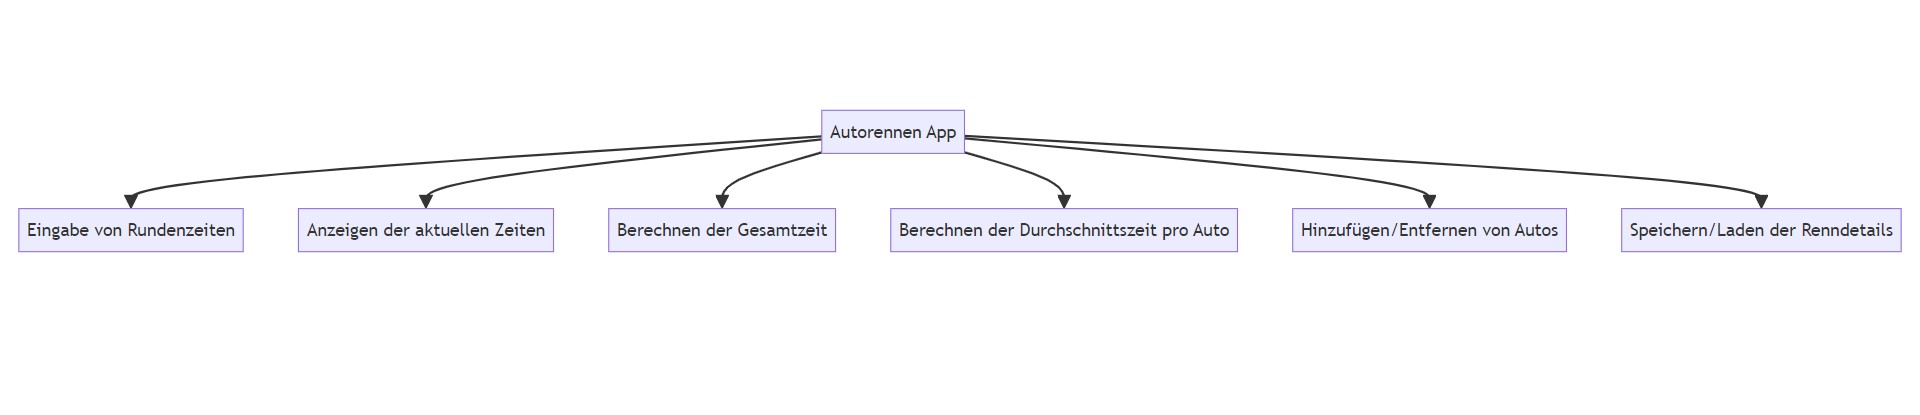 Autorennen App
Eingabe von Rundenzeiten
Anzeigen der aktuellen Zeiten
Berechnen der Gesamtzeit
Berechnen der Durchschnittszeit pro Auto
Hinzufügen/Entfernen von Autos
Speichern/Laden der Renndetails